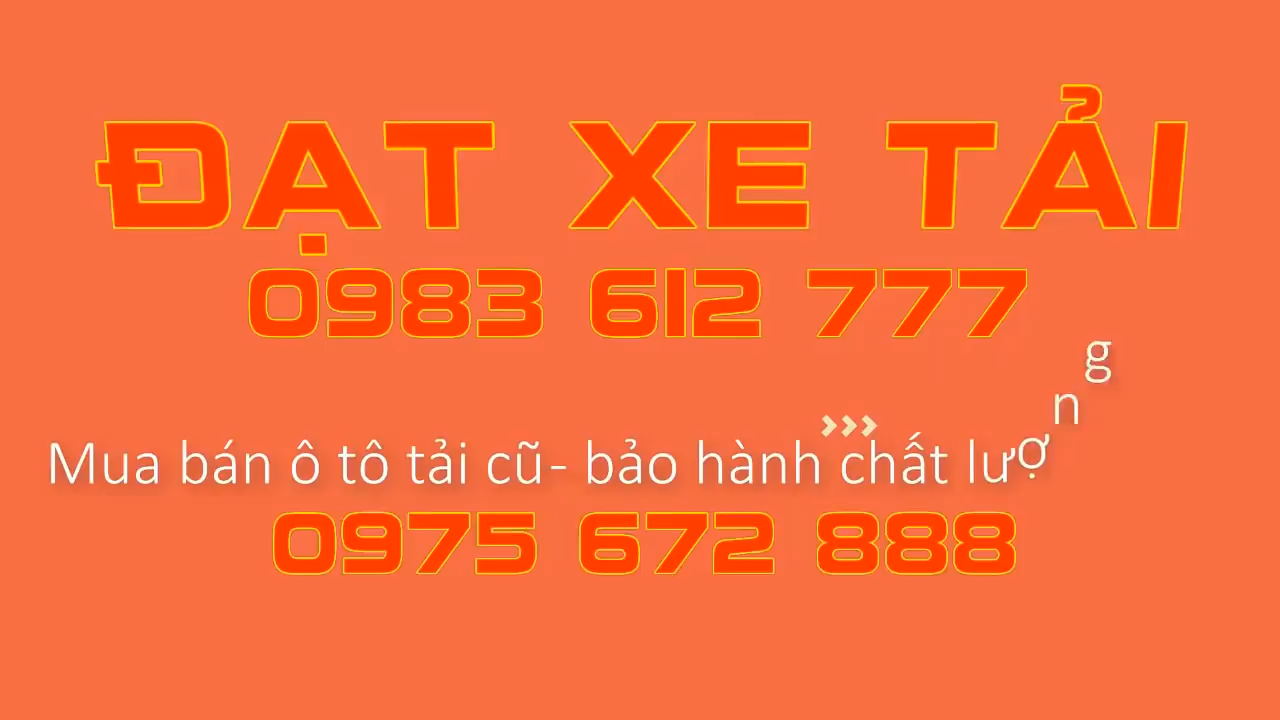 ĐẠT XE TẢI
0983 612 777
Mua bán ô tô tải cũ- bảo hành chất lượng
0975 672 888